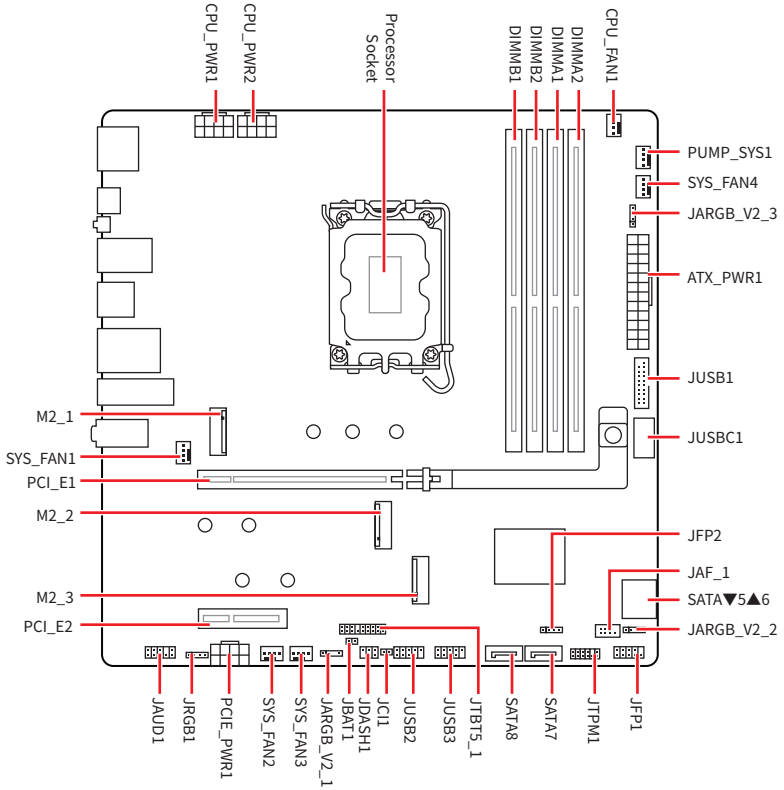 CPU_PWR1
CPU_PWR2
Processor
Socket
DIMMB1
DIMMB2
DIMMA1
DIMMA2
CPU_FAN1
PUMP_SYS1
SYS_FAN4
JARGB_V2_3
ATX_PWR1
JUSB1
JUSBC1
M2_1
SYS_FAN1
PCI_E1
M2_2
JFP2
JAF_1
M2_3
SATA▼5▲6
PCI_E2
JARGB_V2_2
JAUD1
JRGB1
PCIE_PWR1
SYS_FAN2
SYS_FAN3
JARGB_V2_1
JBAT1
JDASH1
JCI1
JUSB2
JUSB3
JTBT5_1
SATA8
SATA7
JTPM1
JFP1